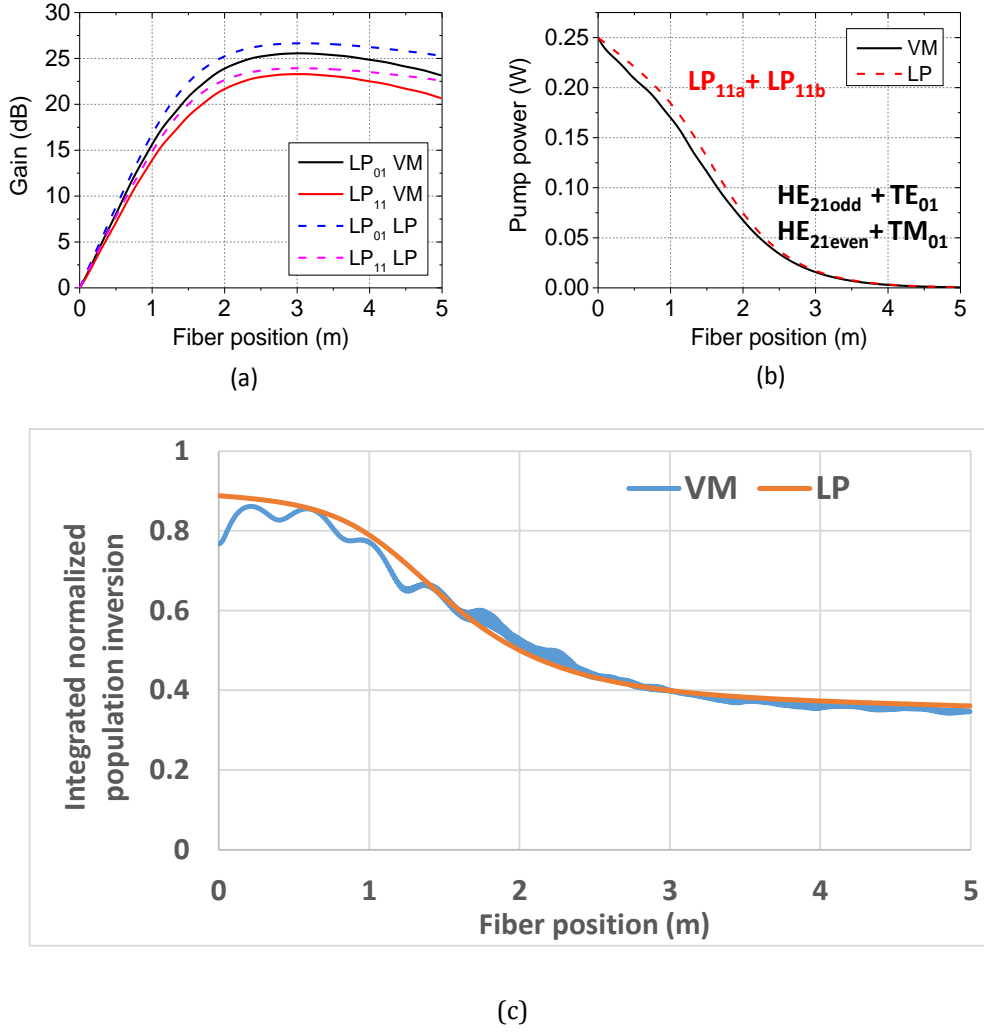 30
25
20
15
10
5
0
Gain (dB)
LP01 VM
LP11 VM
LP01 LP
LP11 LP
0 1 2 3 4 5
Fiber position (m)
(a)
0.25
0.20
0.15
0.10
0.05
0.00
Pump power (W)
VM
LP
LP11a+ LP11b
HE21odd + TE01
HE21even+ TM01
0 1 2 3 4 5
Fiber position (m)
(b)
1
0.8
0.6
0.4
0.2
0
Integrated normalized
population inversion
VM LP
0 1 2 3 4 5
Fiber position (m)
(c)